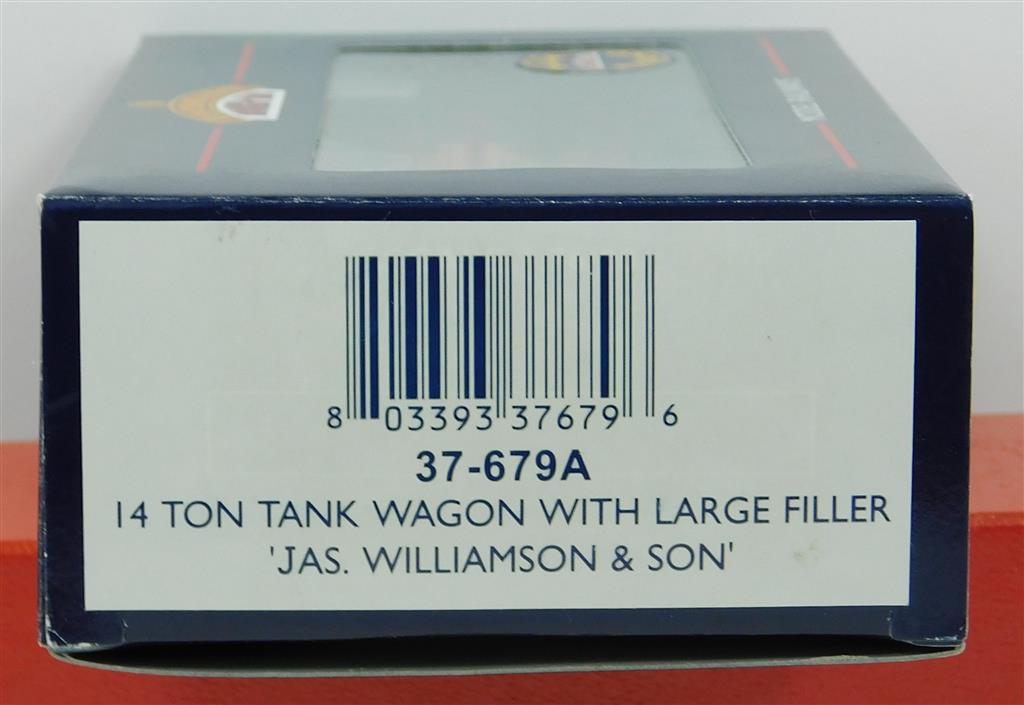 8 03393 37679 6
37-679A
14 TON TANK WAGON WITH LARGE FILLER
'JAS. WILLIAMSON & SON'